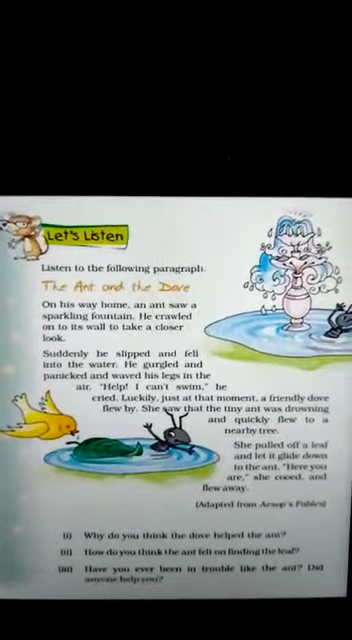 Let's Listen
Listen to the following paragraph.
The Ant and the Dove
On his way home, an ant saw a
sparkling fountain. He crawled
on to its wall to take a closer
look.
Suddenly he slipped and fell
into the water. He gurgled and
panicked and waved his legs in the
air. "Help! I can't swim," he
cried. Luckily, just at that moment, a friendly dove
flew by. She saw that the tiny ant was drowning
and quickly flew to a
nearby tree.
She pulled off a leaf
and let it glide down
to the ant. "Here you
are," she cooed, and
flew away.
(Adapted from Aesop's Fables)
(i) Why do you think the dove helped the ant?
(ii) How do you think the ant felt on finding the leaf?
(iii) Have you ever been in trouble like the ant? Did
anyone help you?